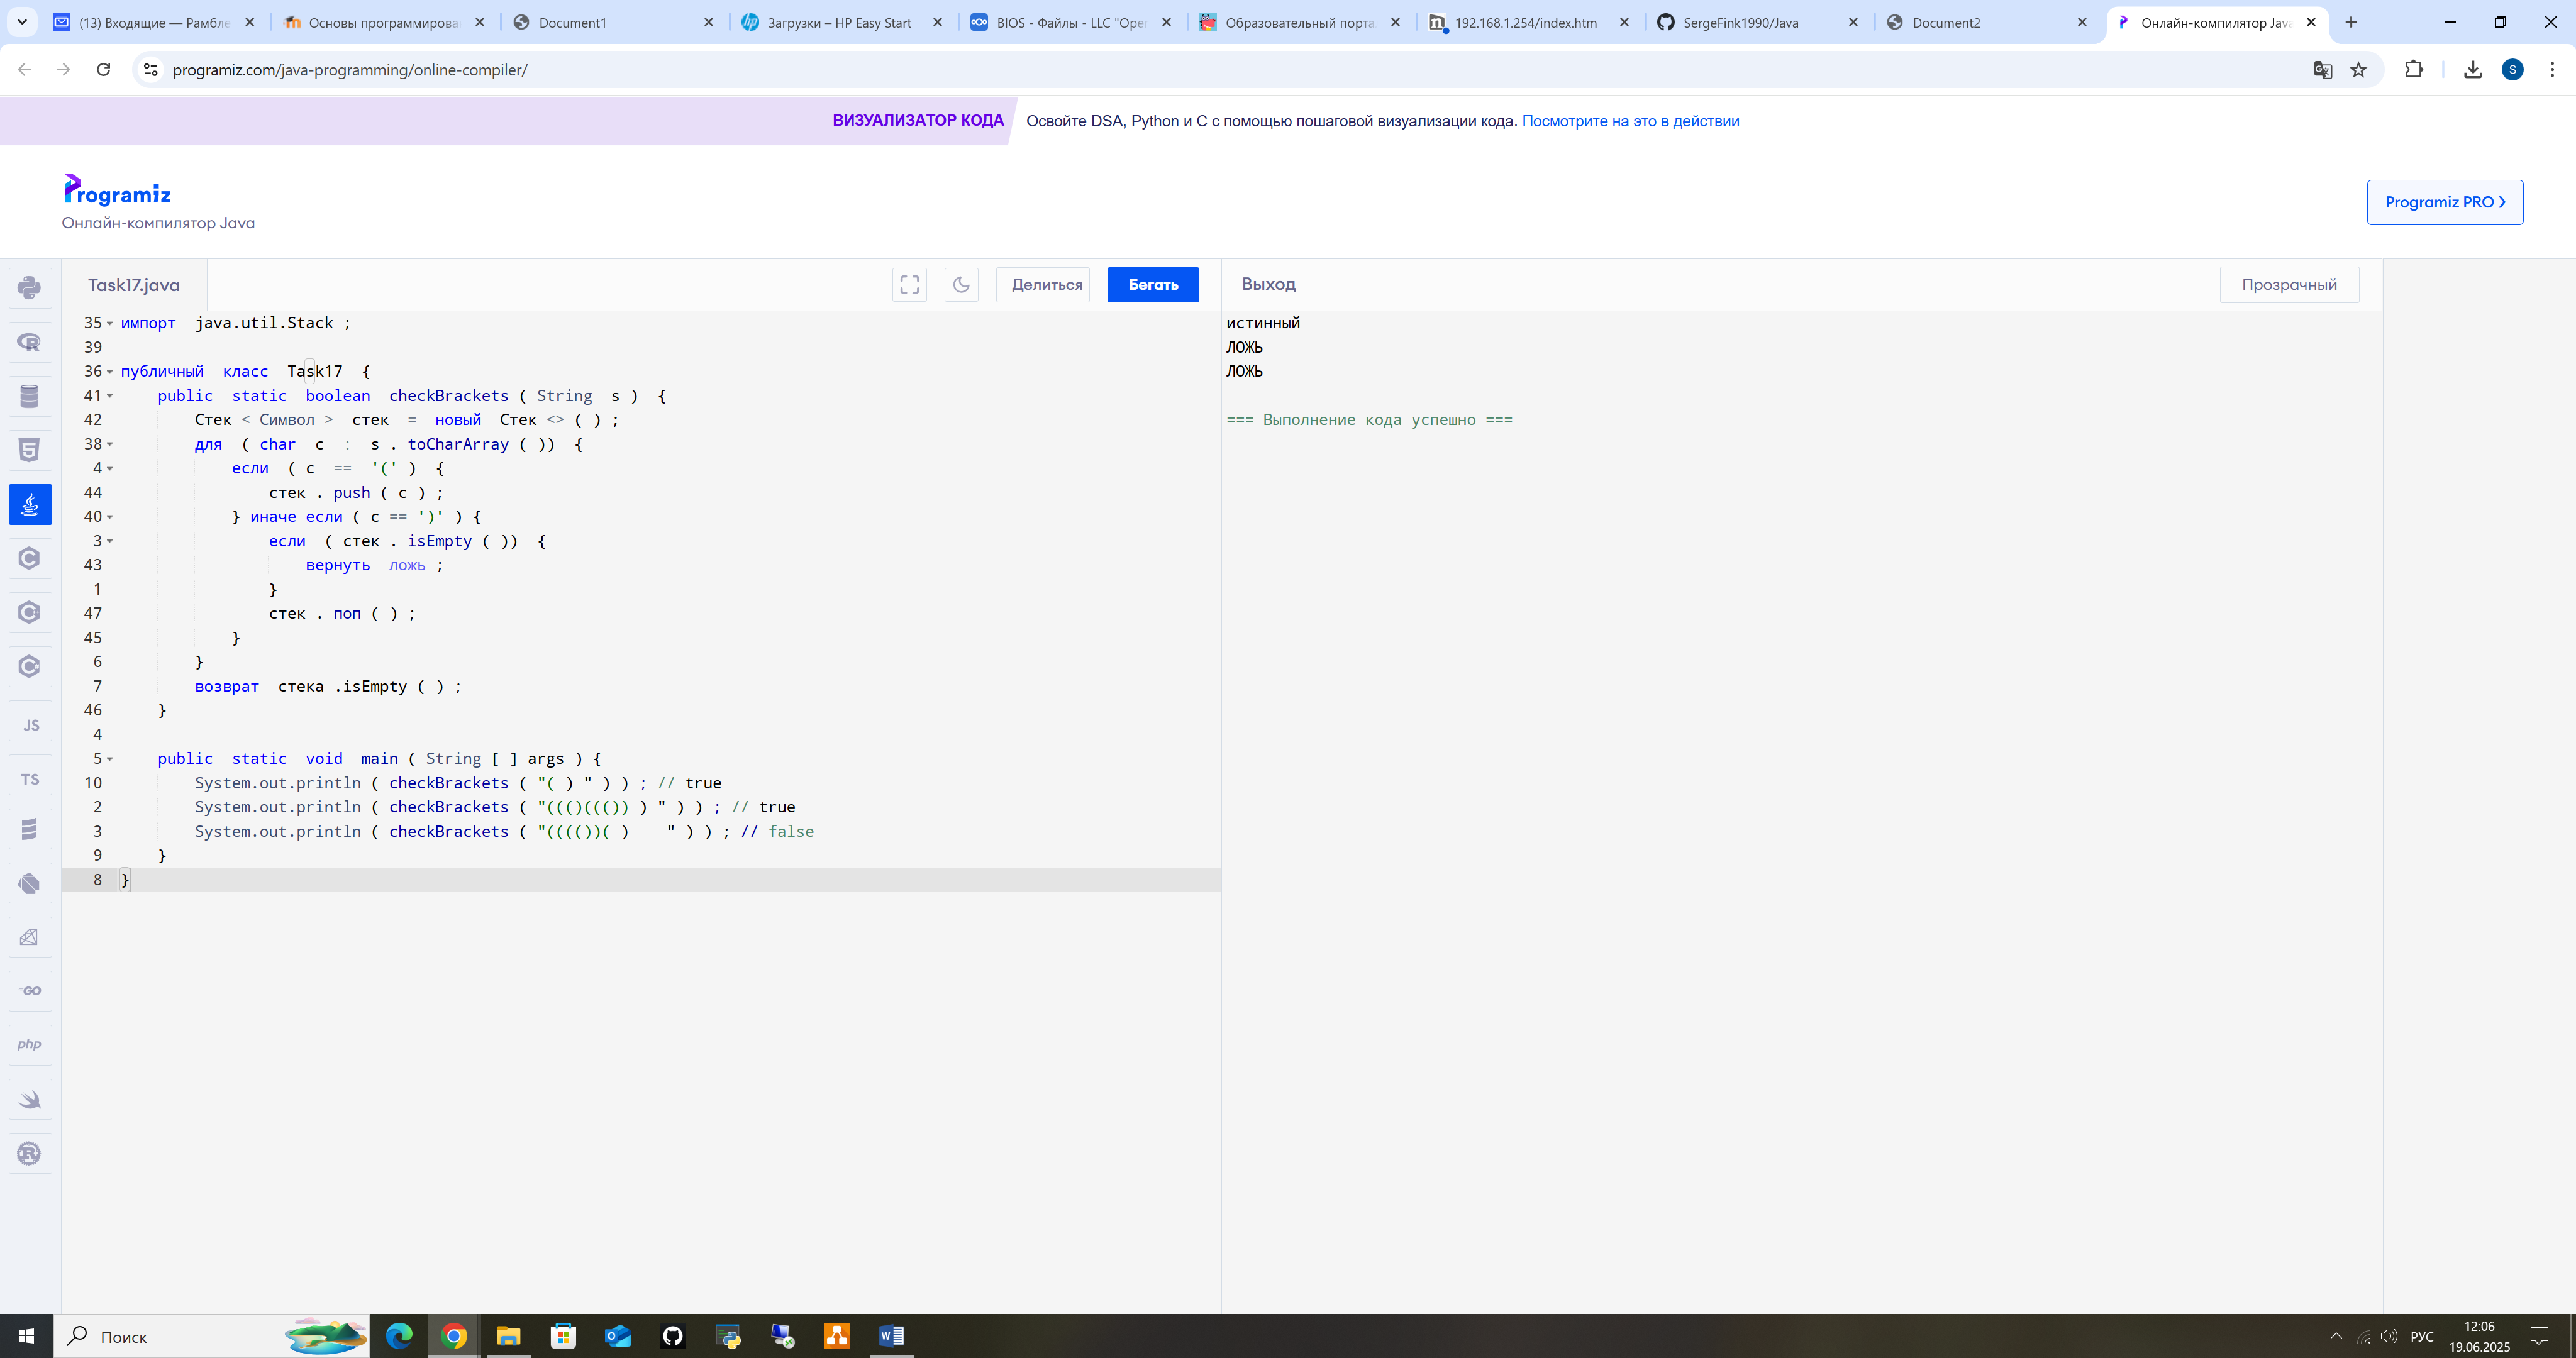 (13) Входящие — Рамбле
Основы программирова
Document1
Загрузки – HP Easy Start
BIOS - Файлы - LLC "Oper
Образовательный порта
192.168.1.254/index.htm
SergeFink1990/Java
Document2
Онлайн-компилятор Java
programiz.com/java-programming/online-compiler/
S
ВИЗУАЛИЗАТОР КОДА
Освойте DSA, Python и C с помощью пошаговой визуализации кода. Посмотрите на это в действии
Programiz
Онлайн-компилятор Java
Programiz PRO ›
Task17.java
Делиться
Бегать
Выход
Прозрачный
35 импорт java.util.Stack ;
39
36 публичный класс Task17 {
41 public static boolean checkBrackets ( String s ) {
42 Стек < Символ > стек = новый Стек <> ( ) ;
38 для ( char c : s . toCharArray ( )) {
4 если ( c == '(' ) {
44 стек . push ( c ) ;
40 } иначе если ( c == ')' ) {
3 если ( стек . isEmpty ( )) {
43 вернуть ложь ;
1 }
47 стек . поп ( ) ;
45 }
6 }
7 возврат стека .isEmpty ( ) ;
46 }
4
5 public static void main ( String [ ] args ) {
10 System.out.println ( checkBrackets ( "( ) " ) ) ; // true
2 System.out.println ( checkBrackets ( "((()((()) ) " ) ) ; // true
3 System.out.println ( checkBrackets ( "(((())( ) " ) ) ; // false
9 }
8 }
истинный
ЛОЖЬ
ЛОЖЬ
=== Выполнение кода успешно ===
JS
TS
GO
php
Поиск
РУС
12:06
19.06.2025